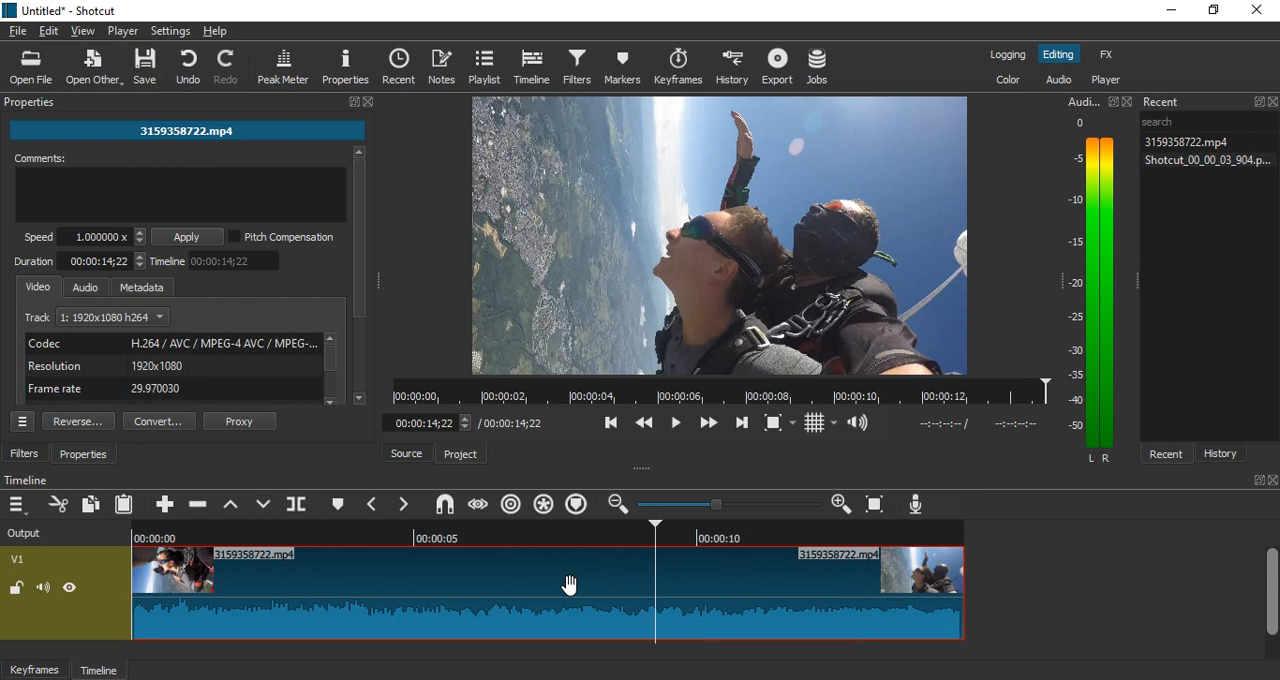 Untitled* - Shotcut
File Edit View Player Settings Help
Open File Open Other... Save Undo Redo Peak Meter Properties Recent Notes Playlist Timeline Filters Markers Keyframes History Export Jobs
Logging Editing FX
Color Audio Player
Properties
3159358722.mp4
Comments:
Speed 1.000000 x Apply Pitch Compensation
Duration 00:00:14;22 Timeline 00:00:14;22
Video Audio Metadata
Track 1: 1920x1080 h264
Codec H.264 / AVC / MPEG-4 AVC / MPEG-...
Resolution 1920x1080
Frame rate 29.970030
Reverse... Convert... Proxy
Filters Properties
00:00:00 00:00:02 00:00:04 00:00:06 00:00:08 00:00:10 00:00:12
00:00:14;22 / 00:00:14;22 --:--:--:-- / --:--:--:--
Source Project
Audi...
0
-5
-10
-15
-20
-25
-30
-35
-40
-50
L R
Recent
search
3159358722.mp4
Shotcut_00_00_03_904.p...
Recent History
Timeline
Output
00:00:00 00:00:05 00:00:10
V1
3159358722.mp4 3159358722.mp4
Keyframes Timeline